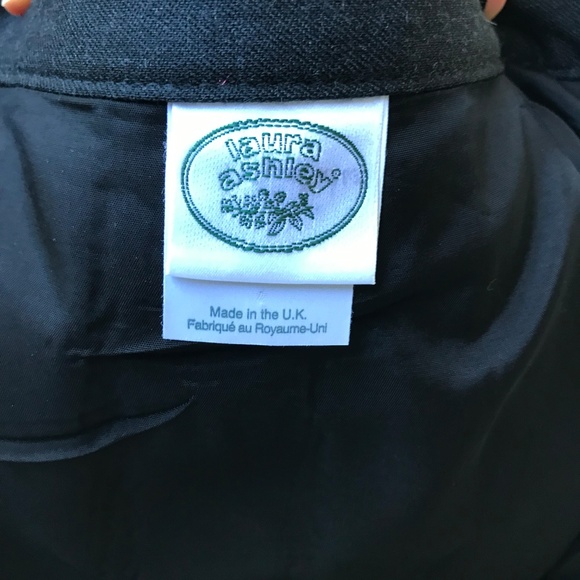 laura
ashley®
Made in the U.K.
Fabriqué au Royaume-Uni